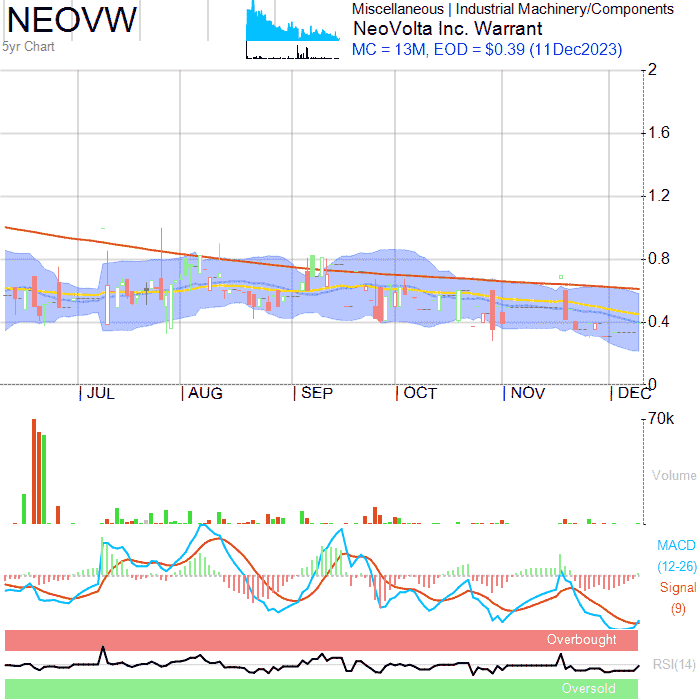 NEOVW
5yr Chart
Miscellaneous | Industrial Machinery/Components
NeoVolta Inc. Warrant
MC = 13M, EOD = $0.39 (11Dec2023)
2
1.6
1.2
0.8
0.4
0
JUL AUG SEP OCT NOV DEC
70k
Volume
MACD
(12-26)
Signal
(9)
Overbought
RSI(14)
Oversold